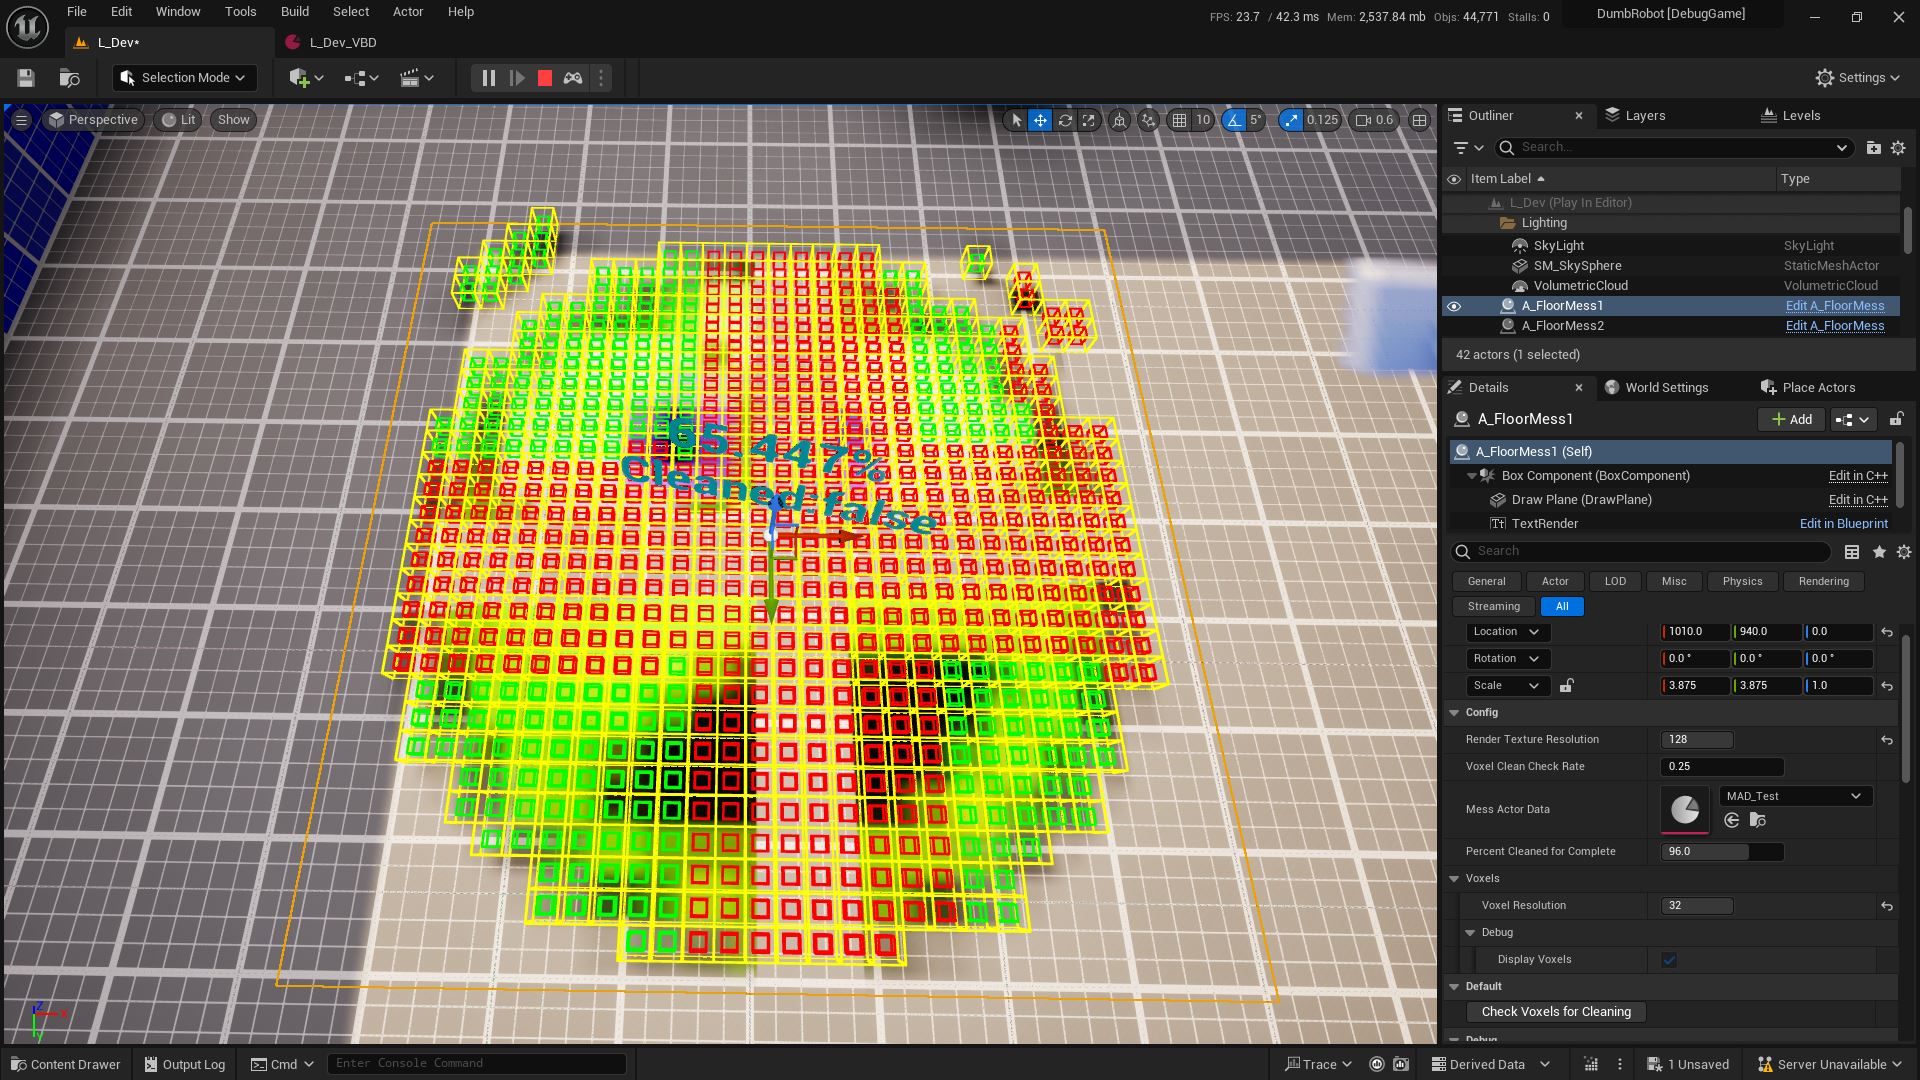 File Edit Window Tools Build Select Actor Help
FPS: 23.7 / 42.3 ms Mem: 2,537.84 mb Objs: 44,771 Stalls: 0
DumbRobot [DebugGame]
L_Dev*
L_Dev_VBD
Selection Mode
Settings
Perspective Lit Show
10 5° 0.125 0.6
65.447%
Cleaned:false
Outliner Layers Levels
Search...
Item Label Type
L_Dev (Play In Editor)
Lighting
SkyLight SkyLight
SM_SkySphere StaticMeshActor
VolumetricCloud VolumetricCloud
A_FloorMess1 Edit A_FloorMess
A_FloorMess2 Edit A_FloorMess
42 actors (1 selected)
Details World Settings Place Actors
A_FloorMess1 Add
A_FloorMess1 (Self)
Box Component (BoxComponent) Edit in C++
Draw Plane (DrawPlane) Edit in C++
TextRender Edit in Blueprint
Search
General Actor LOD Misc Physics Rendering
Streaming All
Location 1010.0 940.0 0.0
Rotation 0.0 ° 0.0 ° 0.0 °
Scale 3.875 3.875 1.0
Config
Render Texture Resolution 128
Voxel Clean Check Rate 0.25
Mess Actor Data MAD_Test
Percent Cleaned for Complete 96.0
Voxels
Voxel Resolution 32
Debug
Display Voxels
Default
Check Voxels for Cleaning
Debug
Z X Y
Content Drawer Output Log Cmd Enter Console Command
Trace Derived Data 1 Unsaved Server Unavailable